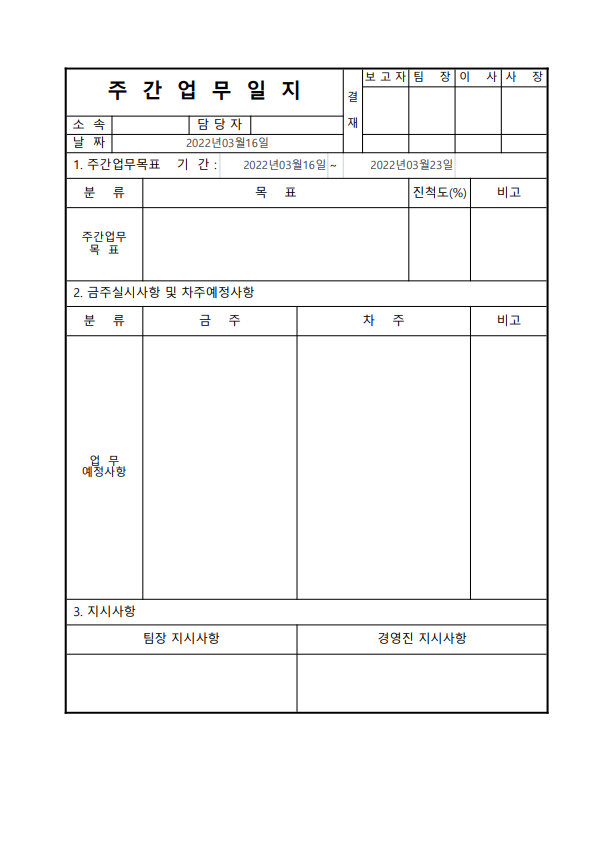 주 간 업 무 일 지
결 재
보 고 자 팀 장 이 사 사 장
소 속 담 당 자
날 짜 2022년03월16일
1. 주간업무목표 기 간 : 2022년03월16일 ~ 2022년03월23일
분 류 목 표 진척도(%) 비고
주간업무
목 표
2. 금주실시사항 및 차주예정사항
분 류 금 주 차 주 비고
업 무
예정사항
3. 지시사항
팀장 지시사항 경영진 지시사항